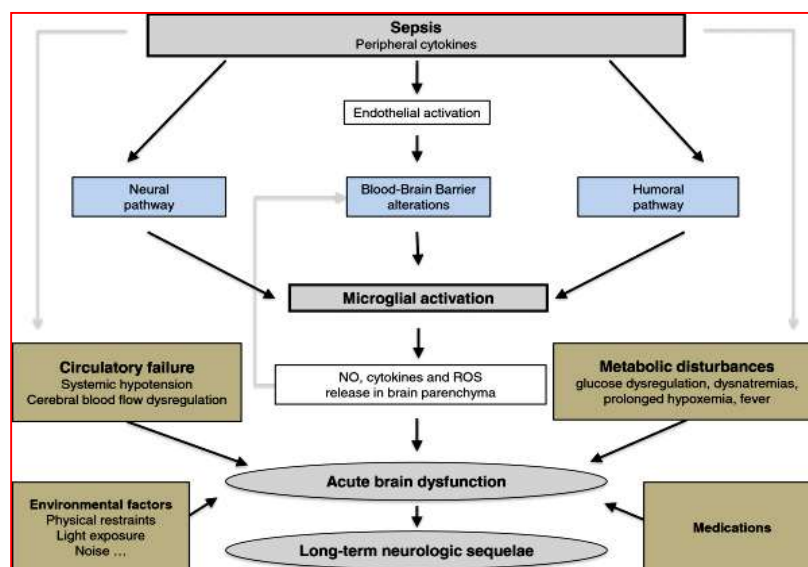 Sepsis
Peripheral cytokines
Endothelial activation
Neural
pathway
Blood-Brain Barrier
alterations
Humoral
pathway
Microglial activation
Circulatory failure
Systemic hypotension
Cerebral blood flow dysregulation
NO, cytokines and ROS
release in brain parenchyma
Metabolic disturbances
glucose dysregulation, dysnatremias,
prolonged hypoxemia, fever
Acute brain dysfunction
Environmental factors
Physical restraints
Light exposure
Noise ...
Medications
Long-term neurologic sequelae